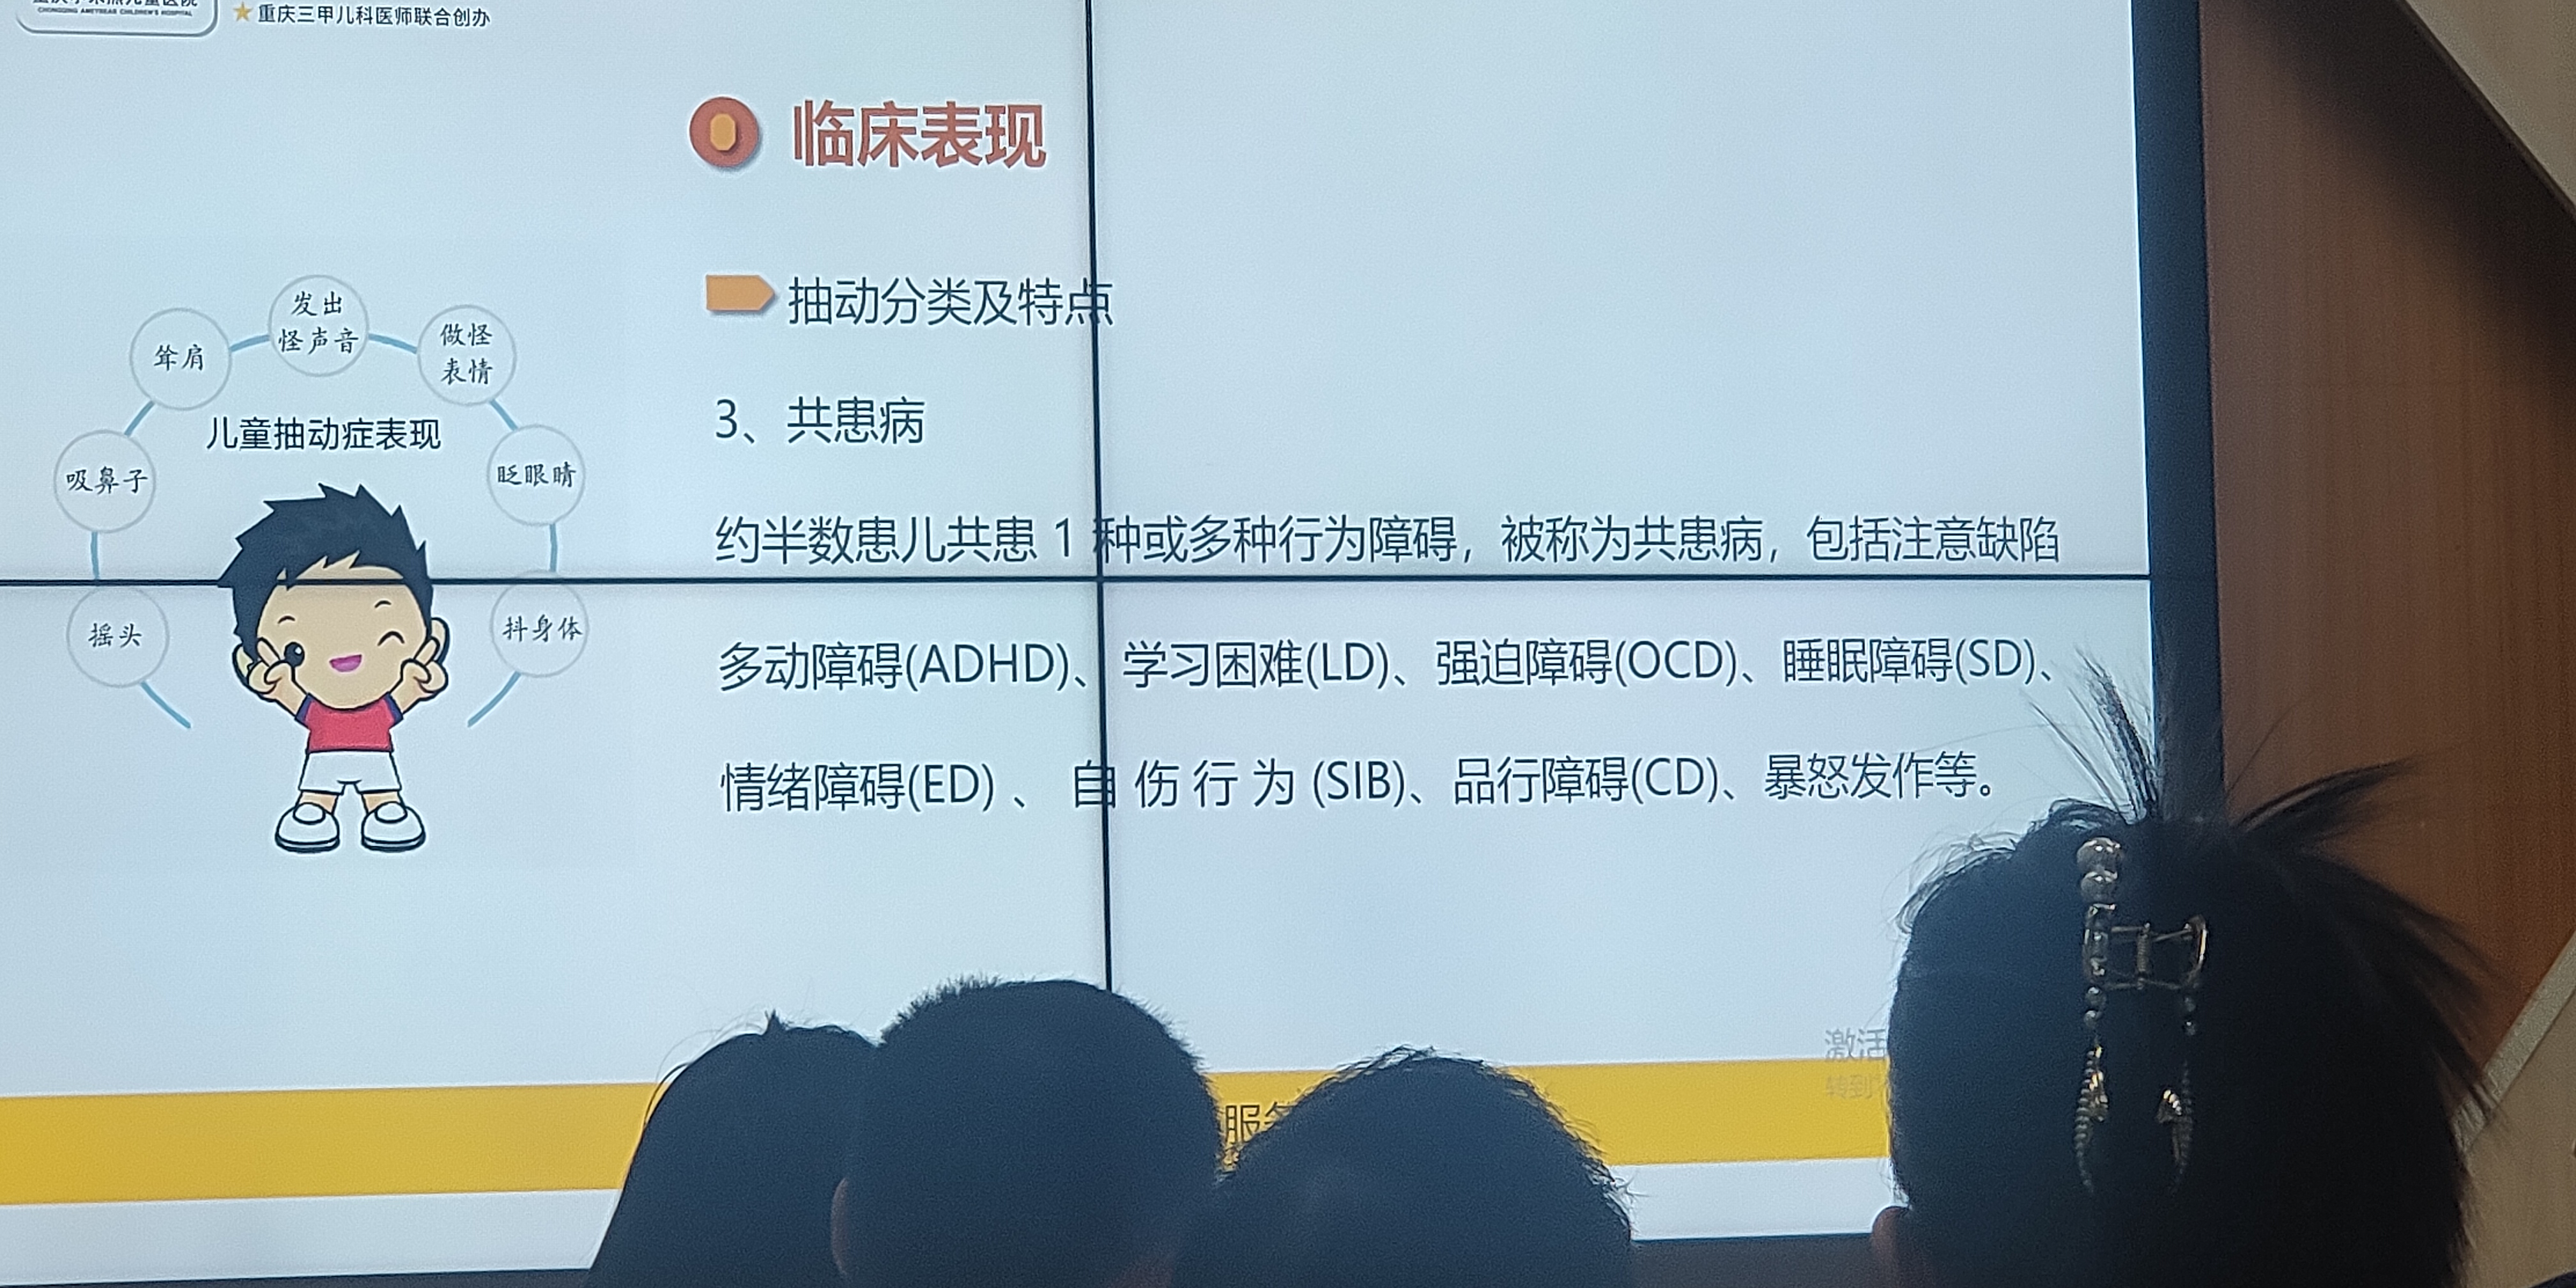 CHONGQING AMEYBEAR CHILDREN'S HOSPITAL
重庆三甲儿科医师联合创办
临床表现
抽动分类及特点
3、共患病
约半数患儿共患 1 种或多种行为障碍，被称为共患病，包括注意缺陷
多动障碍(ADHD)、 学习困难(LD)、强迫障碍(OCD)、睡眠障碍(SD)、
情绪障碍(ED) 、 自 伤 行 为 (SIB)、品行障碍(CD)、暴怒发作等。
儿童抽动症表现
摇头
吸鼻子
耸肩
发出
怪声音
做怪
表情
眨眼睛
抖身体
激活
转到
服务